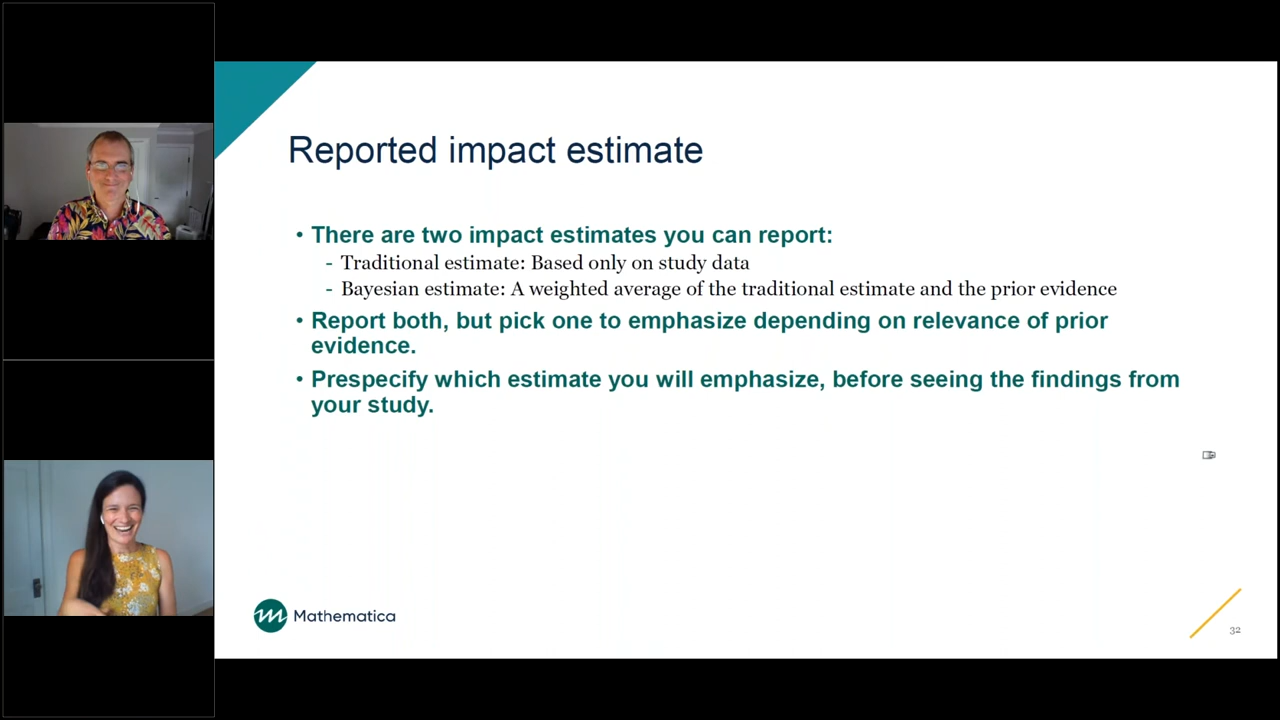 Reported impact estimate
• There are two impact estimates you can report:
- Traditional estimate: Based only on study data
- Bayesian estimate: A weighted average of the traditional estimate and the prior evidence
• Report both, but pick one to emphasize depending on relevance of prior
evidence.
• Prespecify which estimate you will emphasize, before seeing the findings from
your study.
Mathematica
32